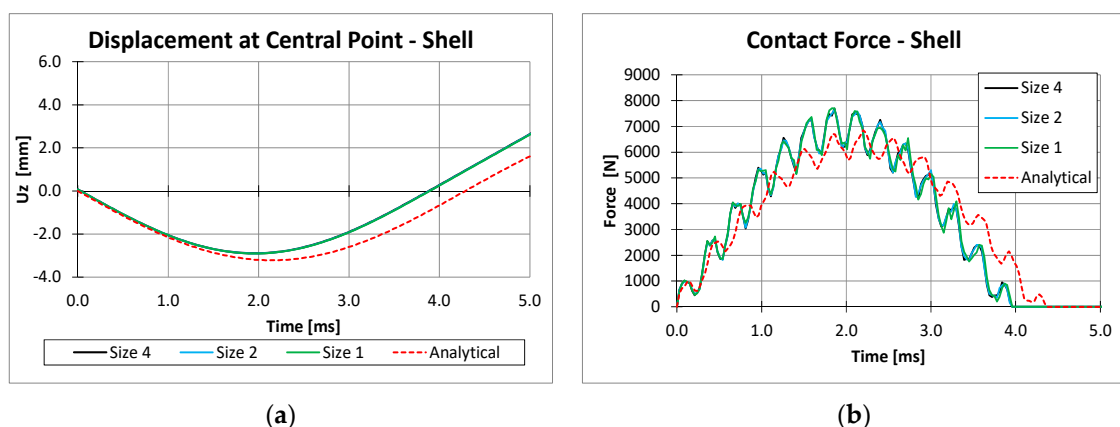 Displacement at Central Point - Shell
6.0
4.0
2.0
0.0
-2.0
-4.0
Uz [mm]
0.0 1.0 2.0 3.0 4.0 5.0
Time [ms]
Size 4 Size 2 Size 1 Analytical
(a)
Contact Force - Shell
9000
8000
7000
6000
5000
4000
3000
2000
1000
0
Force [N]
0.0 1.0 2.0 3.0 4.0 5.0
Time [ms]
Size 4
Size 2
Size 1
Analytical
(b)